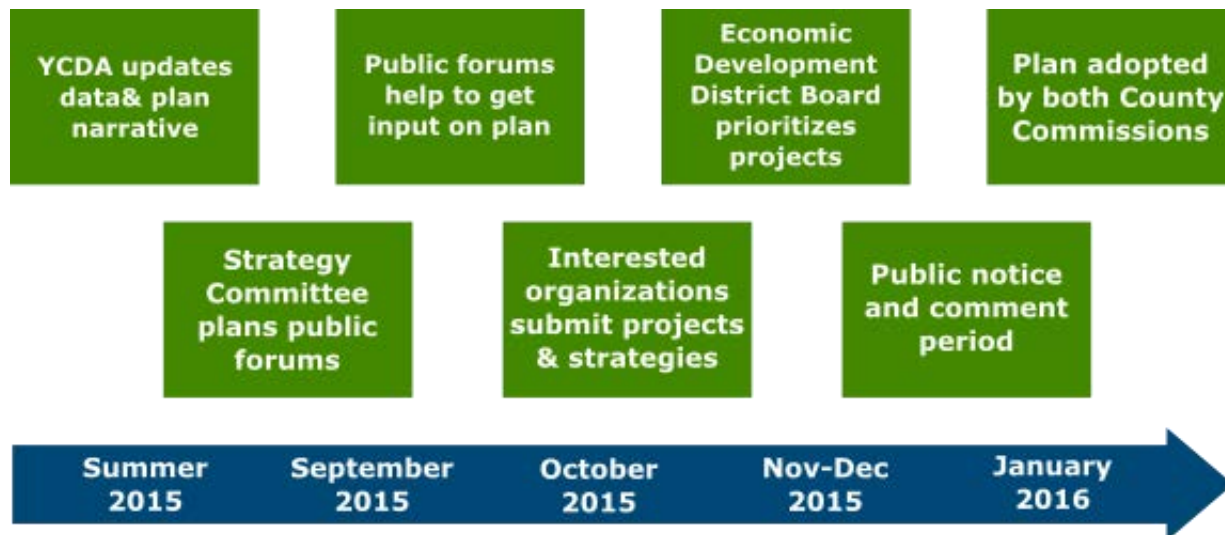 YCDA updates
data& plan
narrative
Public forums
help to get
input on plan
Economic
Development
District Board
prioritizes
projects
Plan adopted
by both County
Commissions
Strategy
Committee
plans public
forums
Interested
organizations
submit projects
& strategies
Public notice
and comment
period
Summer
2015
September
2015
October
2015
Nov-Dec
2015
January
2016